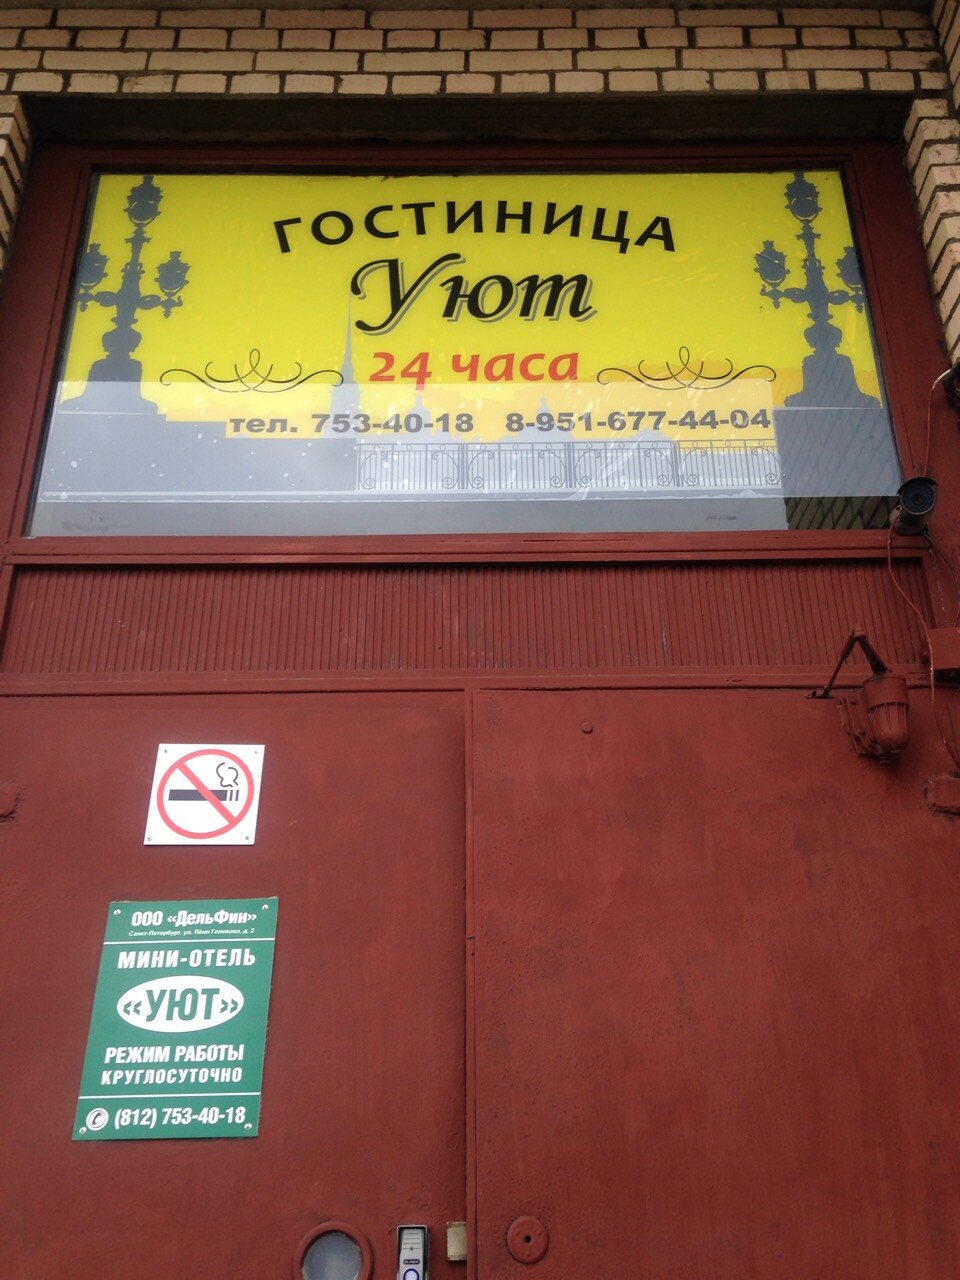 ГОСТИНИЦА
Уют
24 часа
тел. 753-40-18 8-951-677-44-04
ООО «ДельФин»
Санкт-Петербург, ул. Лёни Голикова, д. 2
МИНИ-ОТЕЛЬ
«УЮТ»
РЕЖИМ РАБОТЫ
КРУГЛОСУТОЧНО
(812) 753-40-18